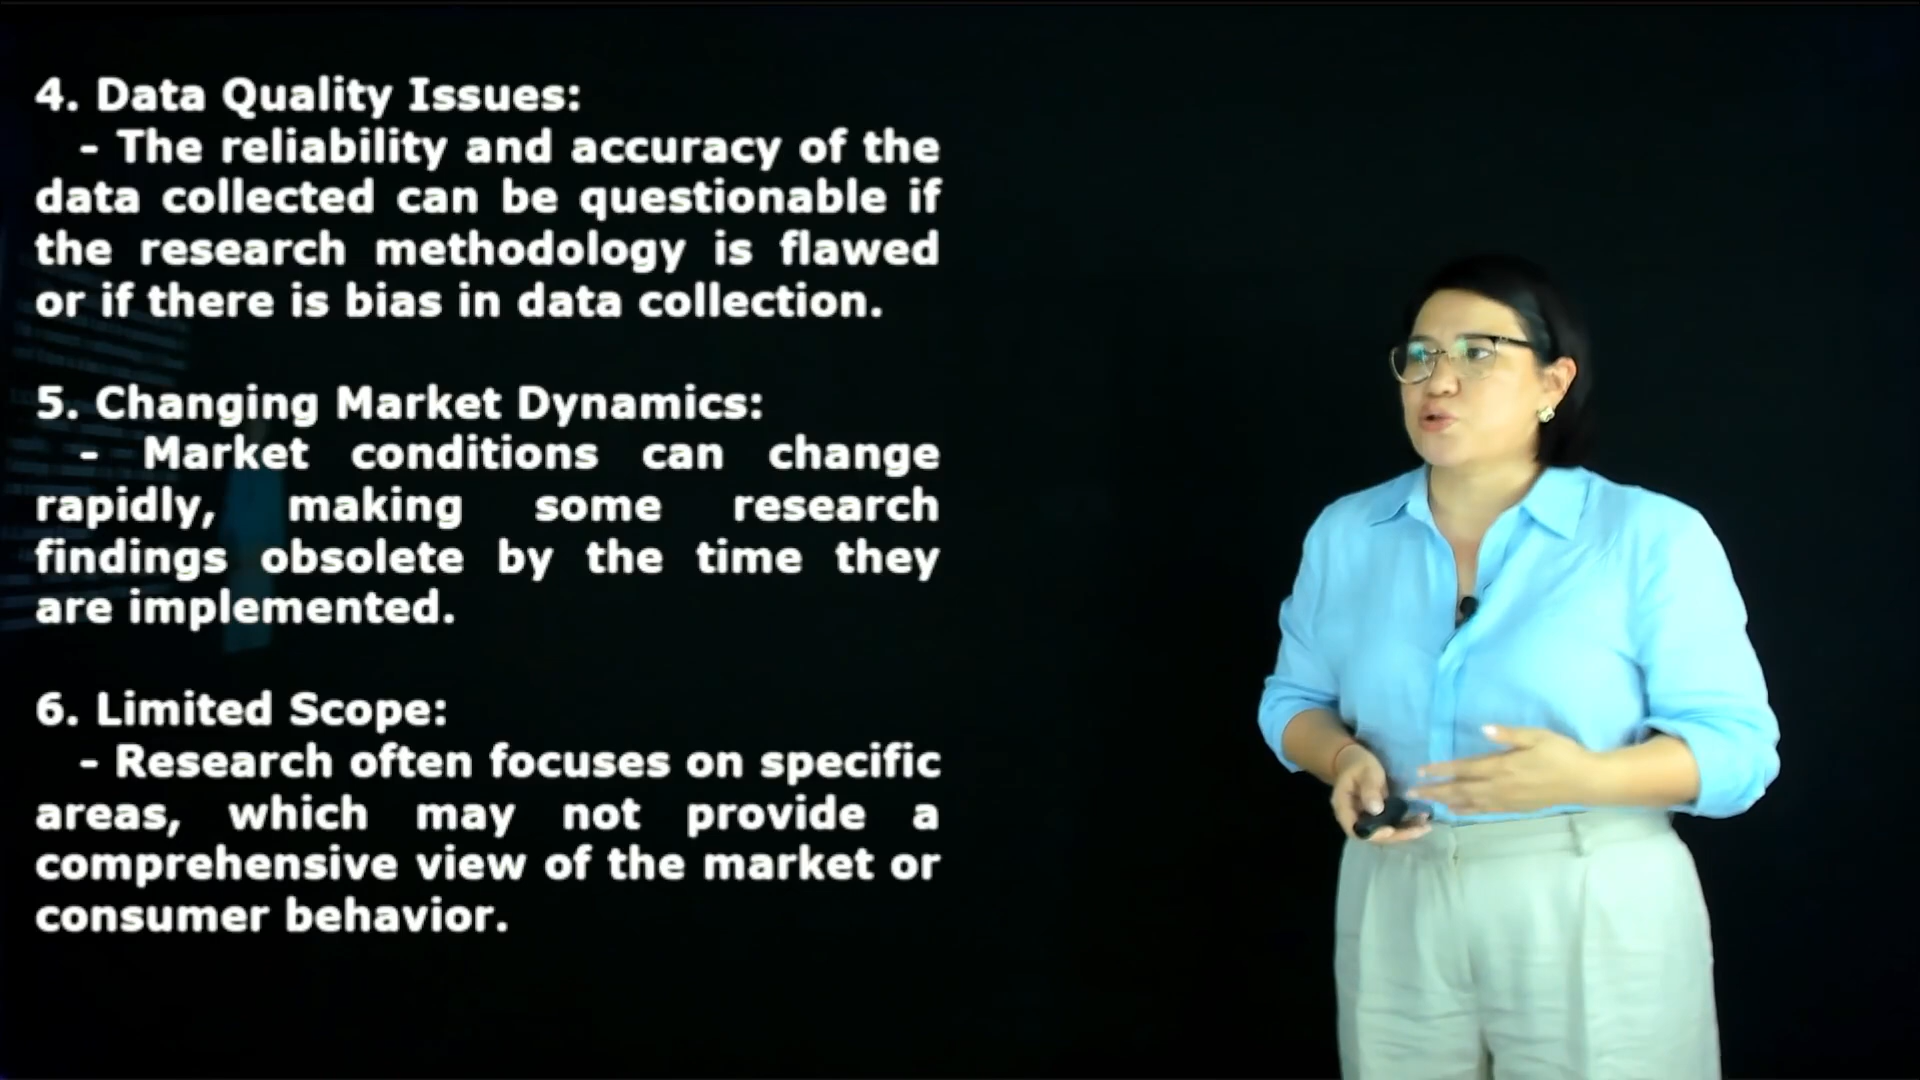 4. Data Quality Issues:
- The reliability and accuracy of the
data collected can be questionable if
the research methodology is flawed
or if there is bias in data collection.
5. Changing Market Dynamics:
- Market conditions can change
rapidly, making some research
findings obsolete by the time they
are implemented.
6. Limited Scope:
- Research often focuses on specific
areas, which may not provide a
comprehensive view of the market or
consumer behavior.